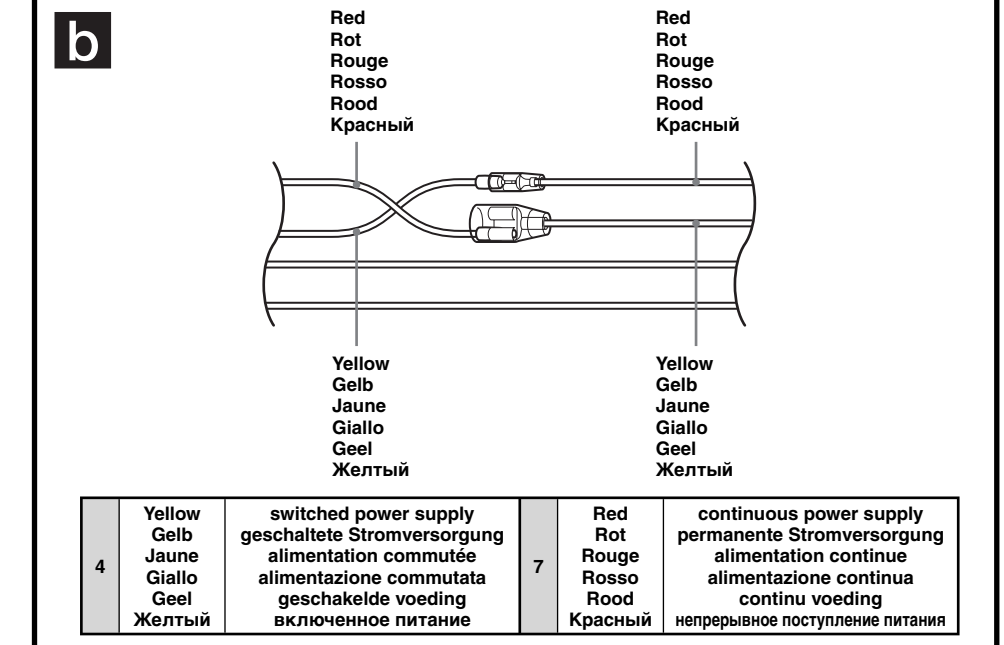 b
Red
Rot
Rouge
Rosso
Rood
Красный
Red
Rot
Rouge
Rosso
Rood
Красный
Yellow
Gelb
Jaune
Giallo
Geel
Желтый
Yellow
Gelb
Jaune
Giallo
Geel
Желтый
4
Yellow
Gelb
Jaune
Giallo
Geel
Желтый
switched power supply
geschaltete Stromversorgung
alimentation commutée
alimentazione commutata
geschakelde voeding
включенное питание
7
Red
Rot
Rouge
Rosso
Rood
Красный
continuous power supply
permanente Stromversorgung
alimentation continue
alimentazione continua
continu voeding
непрерывное поступление питания